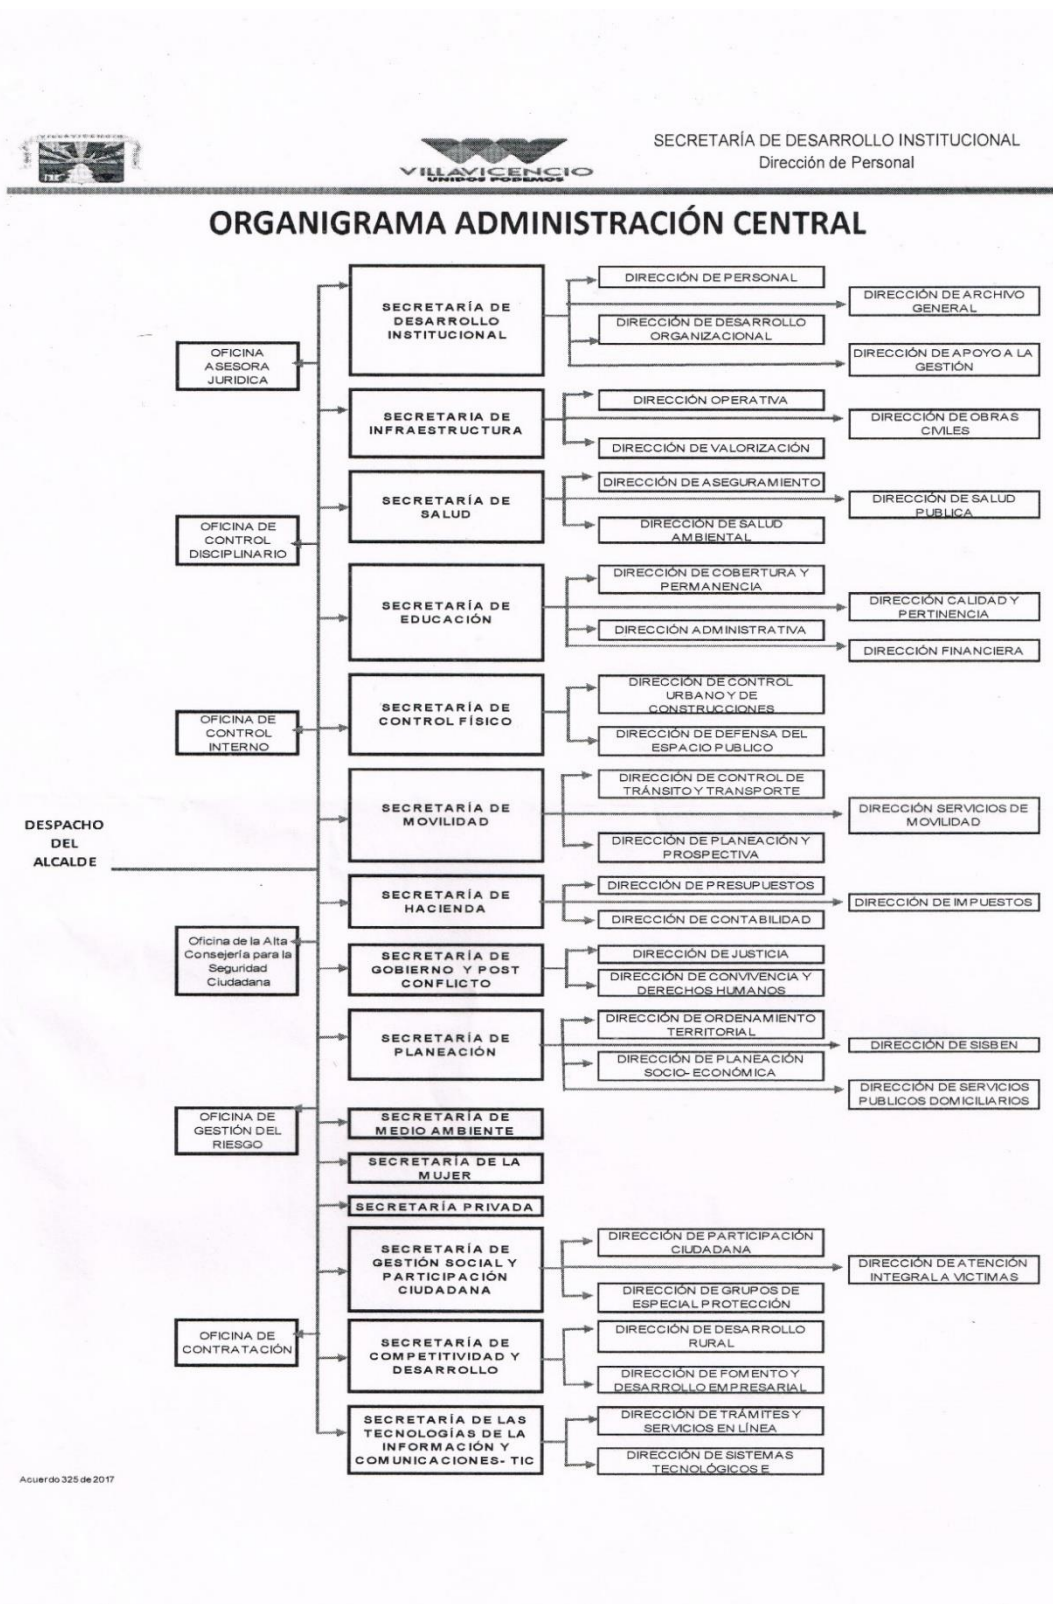 VILLAVICENCIO
VILLAVICENCIO
UNIDOS PODEMOS
SECRETARÍA DE DESARROLLO INSTITUCIONAL
Dirección de Personal
ORGANIGRAMA ADMINISTRACIÓN CENTRAL
DESPACHO
DEL
ALCALDE
OFICINA
ASESORA
JURIDICA
OFICINA DE
CONTROL
DISCIPLINARIO
OFICINA DE
CONTROL
INTERNO
Oficina de la Alta
Consejería para la
Seguridad
Ciudadana
OFICINA DE
GESTIÓN DEL
RIESGO
OFICINA DE
CONTRATACIÓN
SECRETARÍA DE
DESARROLLO
INSTITUCIONAL
DIRECCIÓN DE PERSONAL
DIRECCIÓN DE ARCHIVO
GENERAL
DIRECCIÓN DE DESARROLLO
ORGANIZACIONAL
DIRECCIÓN DE APOYO A LA
GESTIÓN
SECRETARIA DE
INFRAESTRUCTURA
DIRECCIÓN OPERATIVA
DIRECCIÓN DE OBRAS
CIVILES
DIRECCIÓN DE VALORIZACIÓN
SECRETARÍA DE
SALUD
DIRECCIÓN DE ASEGURAMIENTO
DIRECCIÓN DE SALUD
PUBLICA
DIRECCIÓN DE SALUD
AMBIENTAL
SECRETARÍA DE
EDUCACIÓN
DIRECCIÓN DE COBERTURA Y
PERMANENCIA
DIRECCIÓN CALIDAD Y
PERTINENCIA
DIRECCIÓN ADMINISTRATIVA
DIRECCIÓN FINANCIERA
SECRETARÍA DE
CONTROL FÍSICO
DIRECCIÓN DE CONTROL
URBANO Y DE
CONSTRUCCIONES
DIRECCIÓN DE DEFENSA DEL
ESPACIO PUBLICO
SECRETARÍA DE
MOVILIDAD
DIRECCIÓN DE CONTROL DE
TRÁNSITO Y TRANSPORTE
DIRECCIÓN SERVICIOS DE
MOVILIDAD
DIRECCIÓN DE PLANEACIÓN Y
PROSPECTIVA
SECRETARÍA DE
HACIENDA
DIRECCIÓN DE PRESUPUESTOS
DIRECCIÓN DE IMPUESTOS
DIRECCIÓN DE CONTABILIDAD
SECRETARÍA DE
GOBIERNO Y POST
CONFLICTO
DIRECCIÓN DE JUSTICIA
DIRECCIÓN DE CONVIVENCIA Y
DERECHOS HUMANOS
SECRETARÍA DE
PLANEACIÓN
DIRECCIÓN DE ORDENAMIENTO
TERRITORIAL
DIRECCIÓN DE SISBEN
DIRECCIÓN DE PLANEACIÓN
SOCIO-ECONÓMICA
DIRECCIÓN DE SERVICIOS
PUBLICOS DOMICILIARIOS
SECRETARÍA DE
MEDIO AMBIENTE
SECRETARÍA DE LA
MUJER
SECRETARÍA PRIVADA
SECRETARÍA DE
GESTIÓN SOCIAL Y
PARTICIPACIÓN
CIUDADANA
DIRECCIÓN DE PARTICIPACIÓN
CIUDADANA
DIRECCIÓN DE ATENCIÓN
INTEGRAL A VICTIMAS
DIRECCIÓN DE GRUPOS DE
ESPECIAL PROTECCIÓN
SECRETARÍA DE
COMPETITIVIDAD Y
DESARROLLO
DIRECCIÓN DE DESARROLLO
RURAL
DIRECCIÓN DE FOMENTO Y
DESARROLLO EMPRESARIAL
SECRETARÍA DE LAS
TECNOLOGÍAS DE LA
INFORMACIÓN Y
COMUNICACIONES- TIC
DIRECCIÓN DE TRÁMITES Y
SERVICIOS EN LÍNEA
DIRECCIÓN DE SISTEMAS
TECNOLÓGICOS E
Acuerdo 325 de 2017